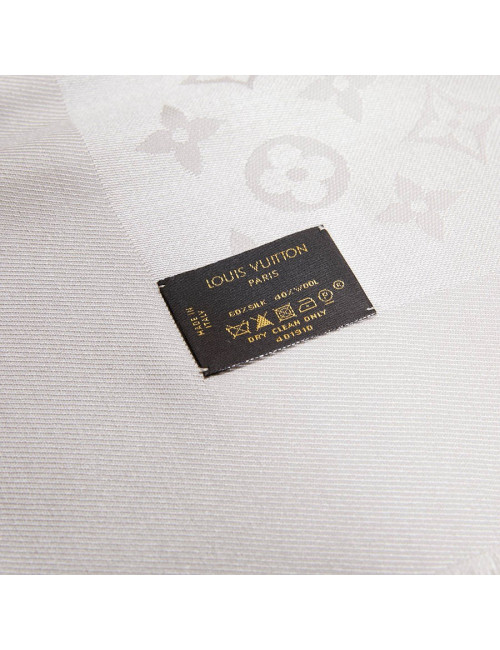 LOUIS VUITTON
PARIS
60%SILK 40%WOOL
MADE IN
ITALY
P
DRY CLEAN ONLY
401910